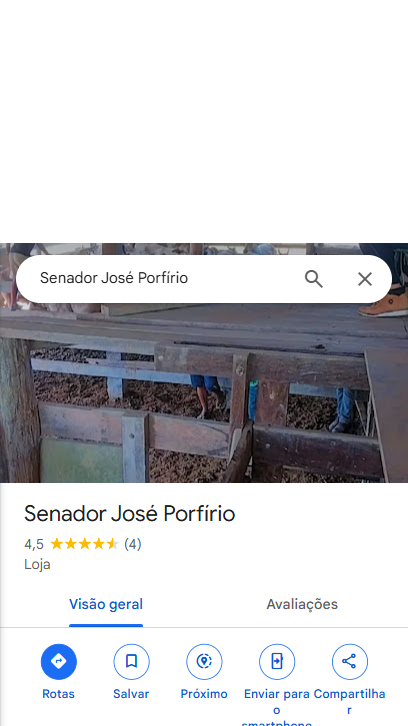 Senador José Porfírio
Senador José Porfírio
4,5 (4)
Loja
Visão geral Avaliações
Rotas Salvar Próximo Enviar para Compartilha
o r
smartphone